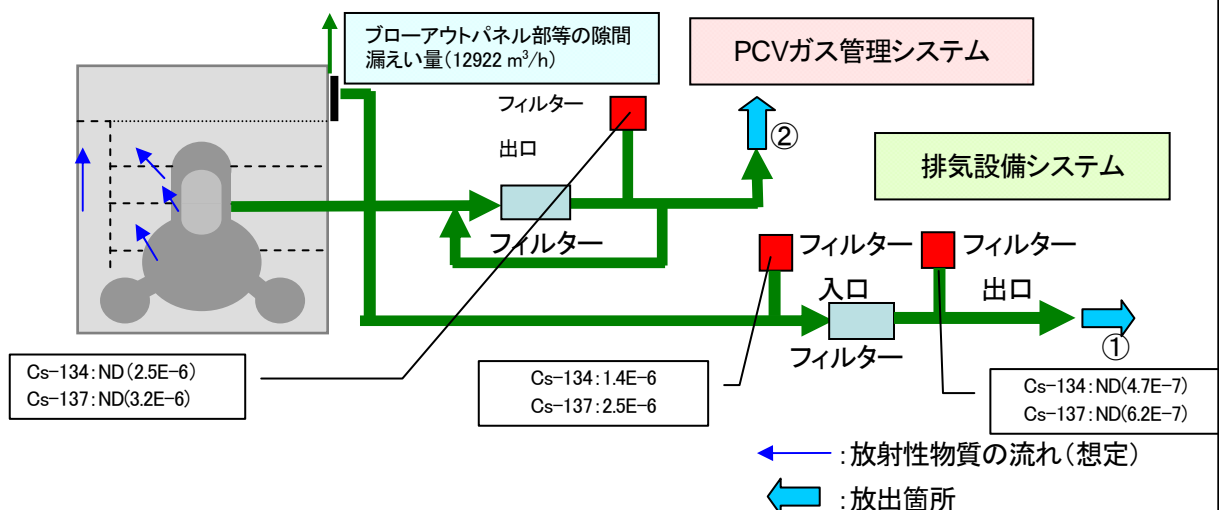 ブローアウトパネル部等の隙間
漏えい量(12922 m³/h)
PCVガス管理システム
フィルター
出口
②
排気設備システム
フィルター
フィルター
入口
フィルター
出口
フィルター
①
Cs-134:ND(2.5E-6)
Cs-137:ND(3.2E-6)
Cs-134:1.4E-6
Cs-137:2.5E-6
Cs-134:ND(4.7E-7)
Cs-137:ND(6.2E-7)
:放射性物質の流れ(想定)
:放出箇所